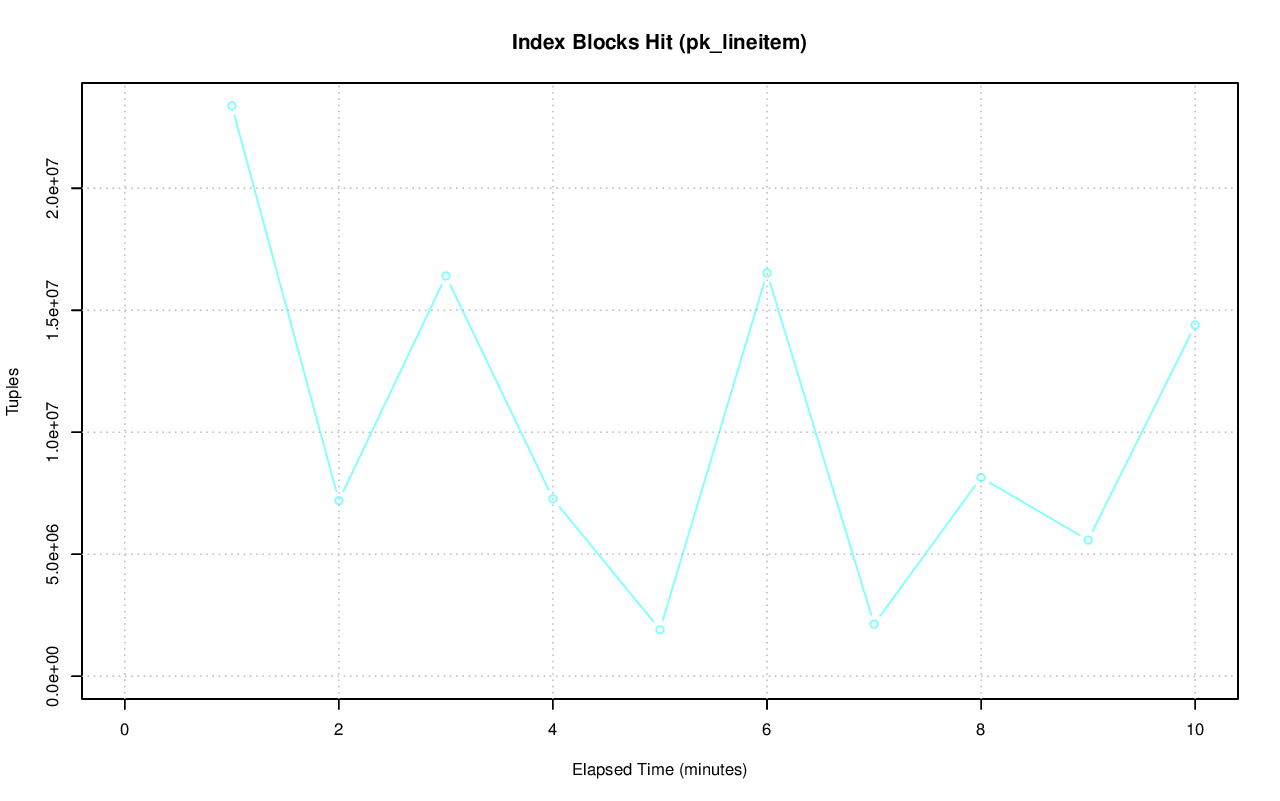 Index Blocks Hit (pk_lineitem)
Tuples
2.0e+07
1.5e+07
1.0e+07
5.0e+06
0.0e+00
0 2 4 6 8 10
Elapsed Time (minutes)